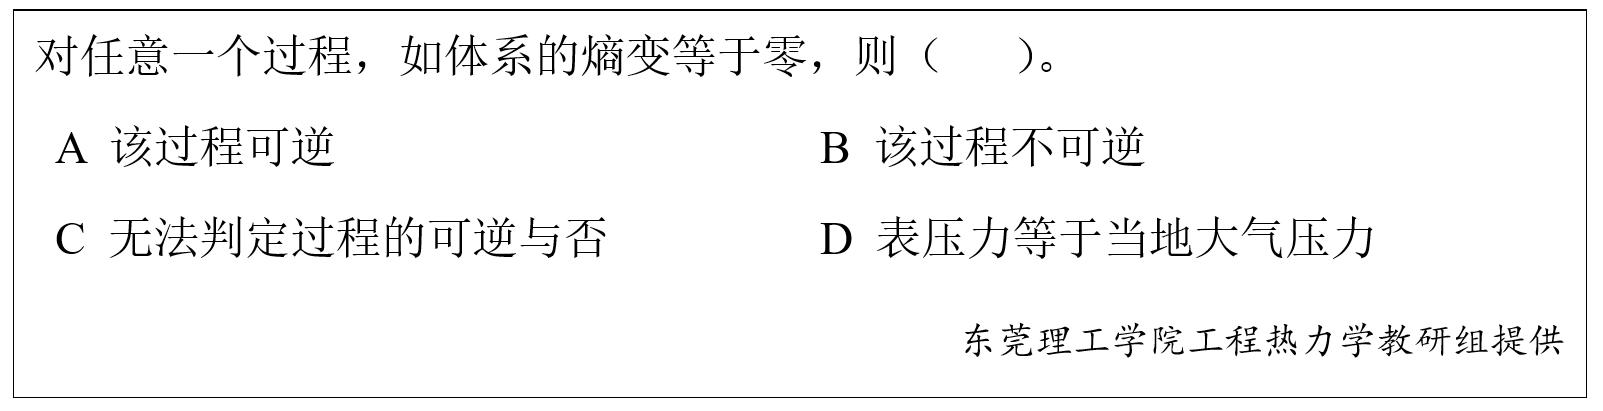 对任意一个过程，如体系的熵变等于零，则（　　）。
A 该过程可逆 B 该过程不可逆
C 无法判定过程的可逆与否 D 表压力等于当地大气压力
东莞理工学院工程热力学教研组提供